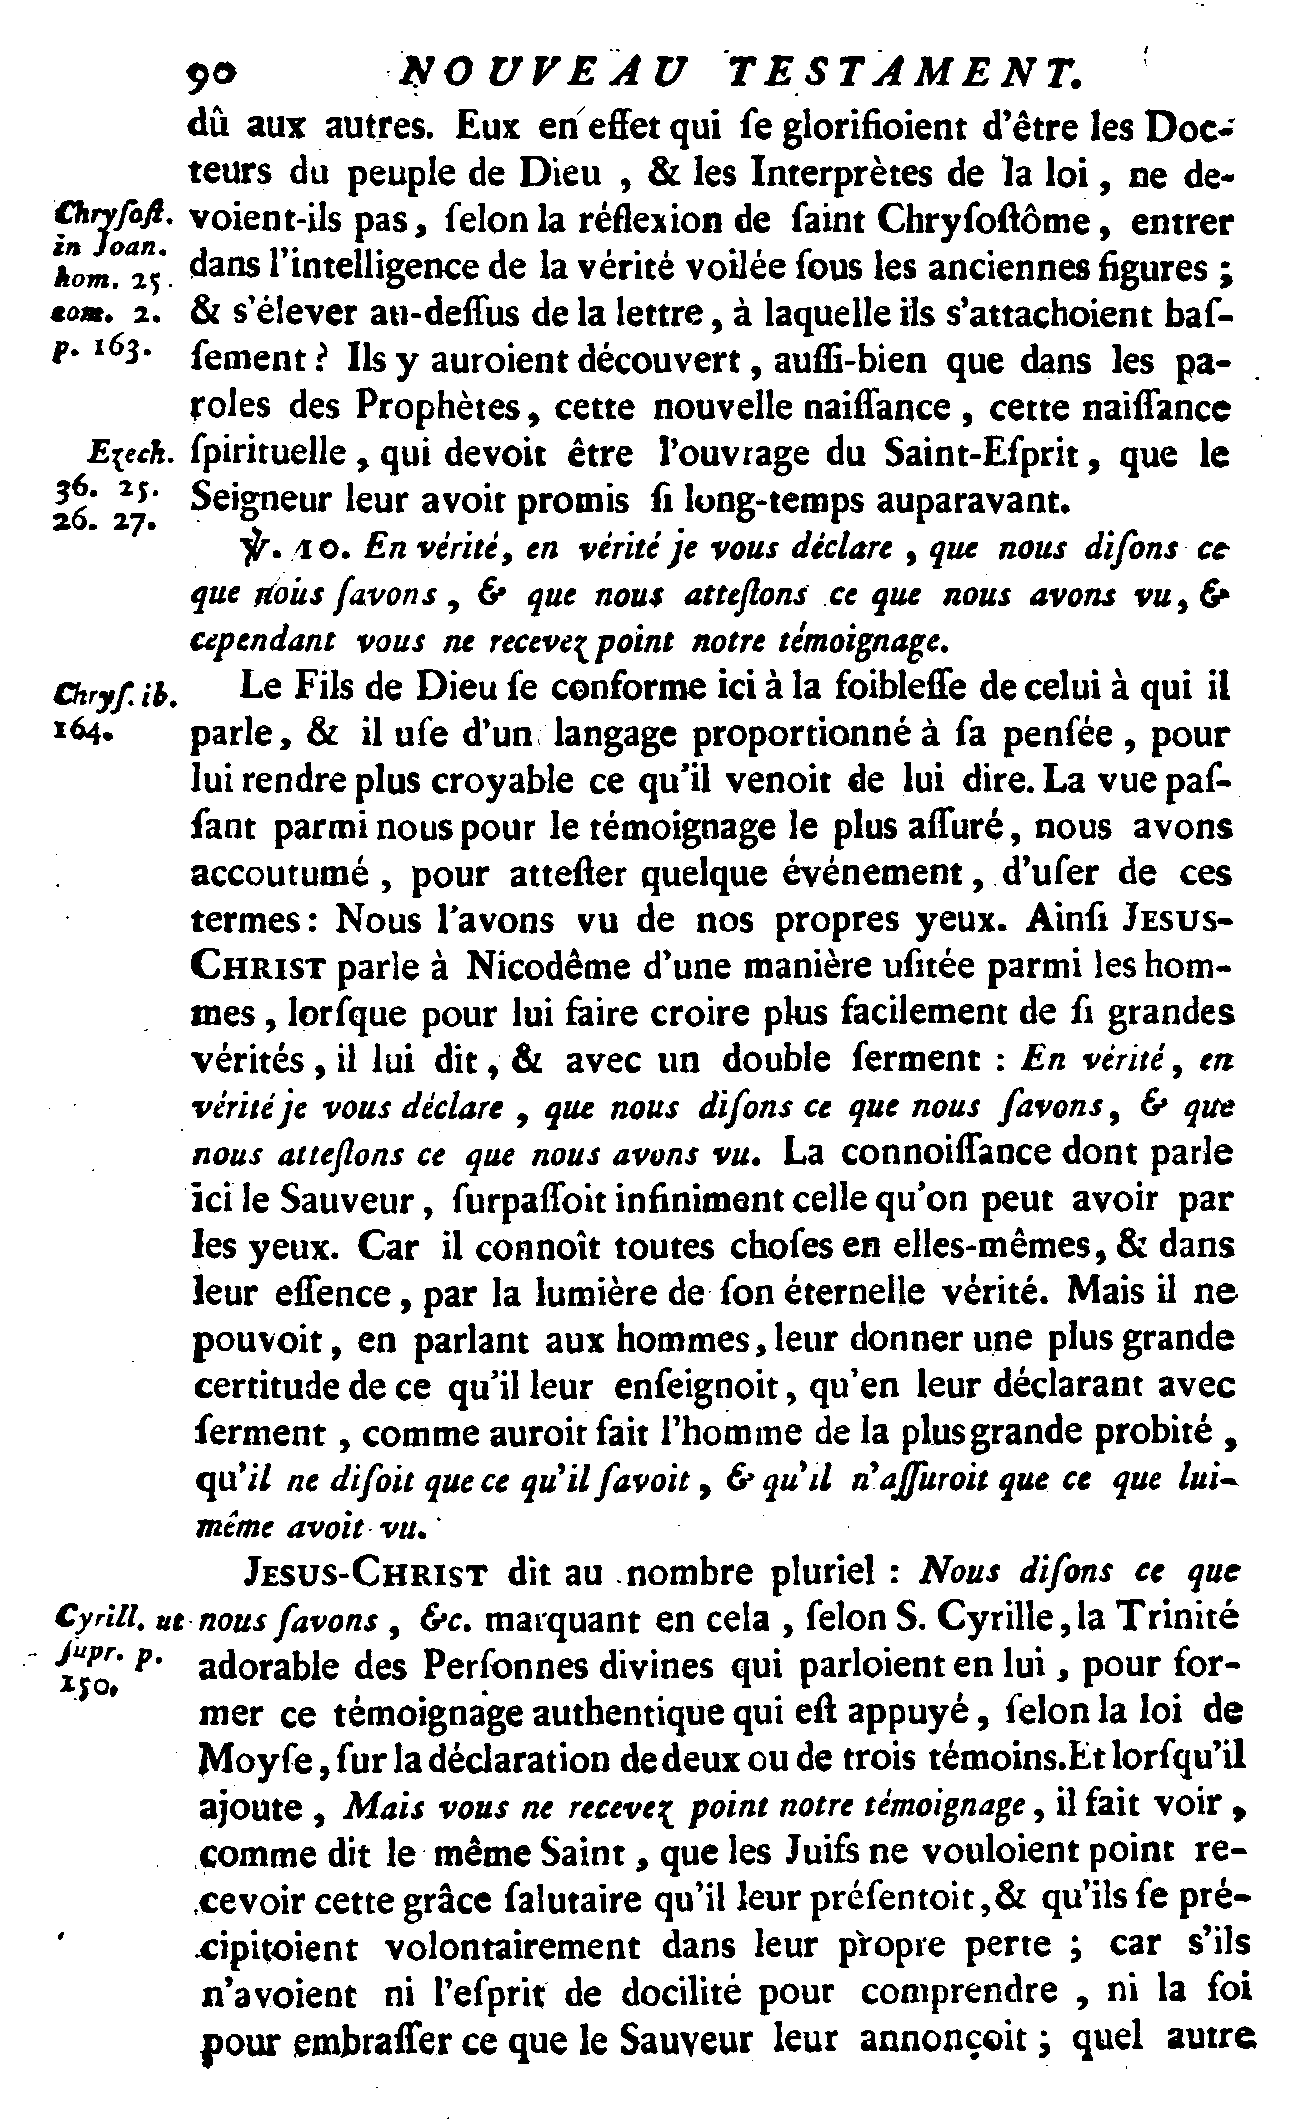 90 NOUVEAU TESTAMENT.
dû aux autres. Eux en effet qui ſe glorifioient d'être les Doc-
teurs du peuple de Dieu , & les Interprètes de la loi , ne de-
Chryſoſt. voient-ils pas , ſelon la réflexion de ſaint Chryſoſtôme , entrer
in Joan.
hom. 25. dans l'intelligence de la vérité voilée ſous les anciennes figures ;
tom. 2. & s'élever au-deſſus de la lettre , à laquelle ils s'attachoient baſ-
p. 163. ſement ? Ils y auroient découvert , auſſi-bien que dans les pa-
roles des Prophètes , cette nouvelle naiſſance , cette naiſſance
Ezech. ſpirituelle , qui devoit être l'ouvrage du Saint-Eſprit , que le
36. 25. Seigneur leur avoit promis ſi long-temps auparavant.
26. 27.
℣. 10. En vérité, en vérité je vous déclare , que nous diſons ce
que nous ſavons , & que nous atteſtons ce que nous avons vu, &
cependant vous ne recevez point notre témoignage.
Chryſ. ib. Le Fils de Dieu ſe conforme ici à la foibleſſe de celui à qui il
164. parle , & il uſe d'un langage proportionné à ſa penſée , pour
lui rendre plus croyable ce qu'il venoit de lui dire. La vue paſ-
ſant parmi nous pour le témoignage le plus aſſuré , nous avons
accoutumé , pour atteſter quelque événement , d'uſer de ces
termes : Nous l'avons vu de nos propres yeux. Ainſi JESUS-
CHRIST parle à Nicodême d'une manière uſitée parmi les hom-
mes , lorſque pour lui faire croire plus facilement de ſi grandes
vérités , il lui dit , & avec un double ſerment : En vérité , en
vérité je vous déclare , que nous diſons ce que nous ſavons , & que
nous atteſtons ce que nous avons vu. La connoiſſance dont parle
ici le Sauveur , ſurpaſſoit infiniment celle qu'on peut avoir par
les yeux. Car il connoît toutes choſes en elles-mêmes, & dans
leur eſſence , par la lumière de ſon éternelle vérité. Mais il ne
pouvoit , en parlant aux hommes, leur donner une plus grande
certitude de ce qu'il leur enſeignoit , qu'en leur déclarant avec
ſerment , comme auroit fait l'homme de la plus grande probité ,
qu'il ne diſoit que ce qu'il ſavoit , & qu'il n'aſſuroit que ce que lui-
même avoit vu.
JESUS-CHRIST dit au nombre pluriel : Nous diſons ce que
Cyrill. ut nous ſavons , &c. marquant en cela , ſelon S. Cyrille, la Trinité
ſupr. p. adorable des Perſonnes divines qui parloient en lui , pour for-
150. mer ce témoignage authentique qui eſt appuyé , ſelon la loi de
Moyſe, ſur la déclaration de deux ou de trois témoins. Et lorſqu'il
ajoute , Mais vous ne recevez point notre témoignage , il fait voir ,
comme dit le même Saint , que les Juifs ne vouloient point re-
cevoir cette grâce ſalutaire qu'il leur préſentoit , & qu'ils ſe pré-
cipitoient volontairement dans leur propre perte ; car s'ils
n'avoient ni l'eſprit de docilité pour comprendre , ni la foi
pour embraſſer ce que le Sauveur leur annonçoit ; quel autre